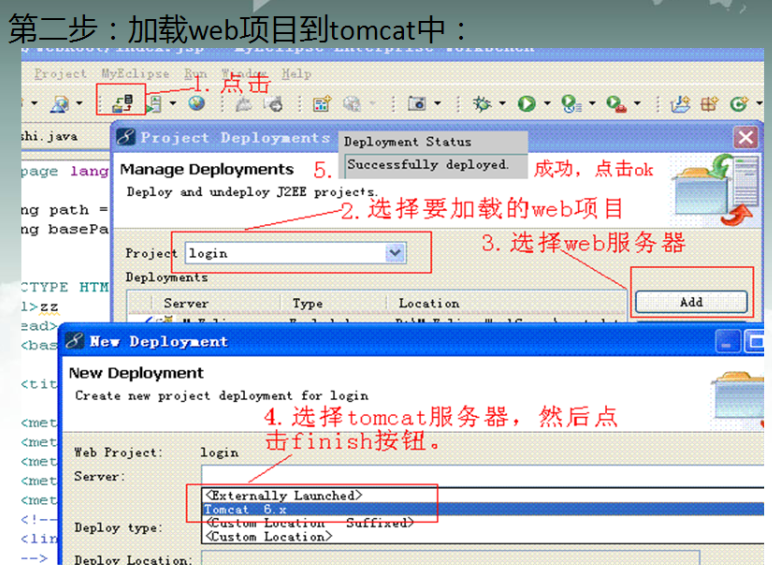 第二步：加载web项目到tomcat中：
MyEclipse Enterprise Workbench
Project MyEclipse Run Window Help
1.点击
shi.java
Project Deployments
Deployment Status
page lang
Manage Deployments
5.
Successfully deployed.
成功，点击ok
Deploy and undeploy J2EE projects.
ng path =
2.选择要加载的web项目
ng basePa
Project login
3.选择web服务器
Deployments
CTYPE HTM
Server Type Location
Add
l>zz
ead>
<bas
New Deployment
New Deployment
<tit
Create new project deployment for login
4.选择tomcat服务器，然后点
击finish按钮。
<met
<met
Web Project: login
<met
<met
Server:
<met
<Externally Launched>
Tomcat 6.x
<!--
Deploy type:
<Custom Location Suffixed>
<lin
<Custom Location>
-->
Deploy Location: